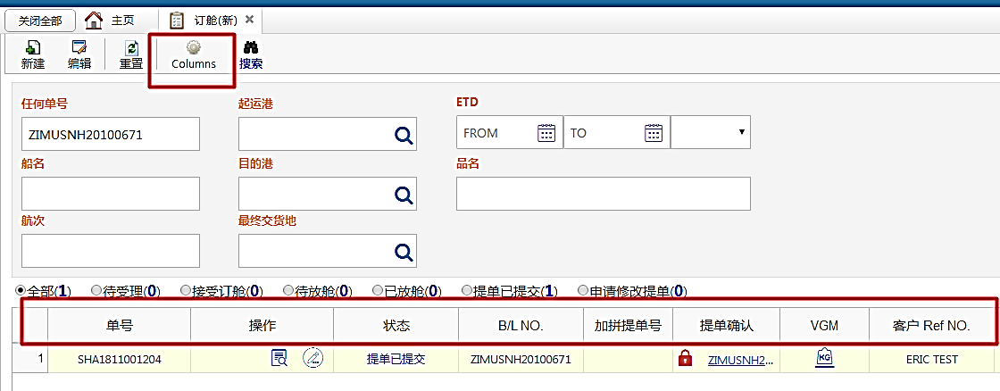 关闭全部 主页 订舱(新)
新建 编辑 重置 Columns 搜索
任何单号 起运港 ETD
ZIMUSNH20100671 FROM TO
船名 目的港 品名
航次 最终交货地
全部(1) 待受理(0) 接受订舱(0) 待放舱(0) 已放舱(0) 提单已提交(1) 申请修改提单(0)
单号 操作 状态 B/L NO. 加拼提单号 提单确认 VGM 客户 Ref NO.
1 SHA1811001204 提单已提交 ZIMUSNH20100671 ZIMUSNH2... KG ERIC TEST